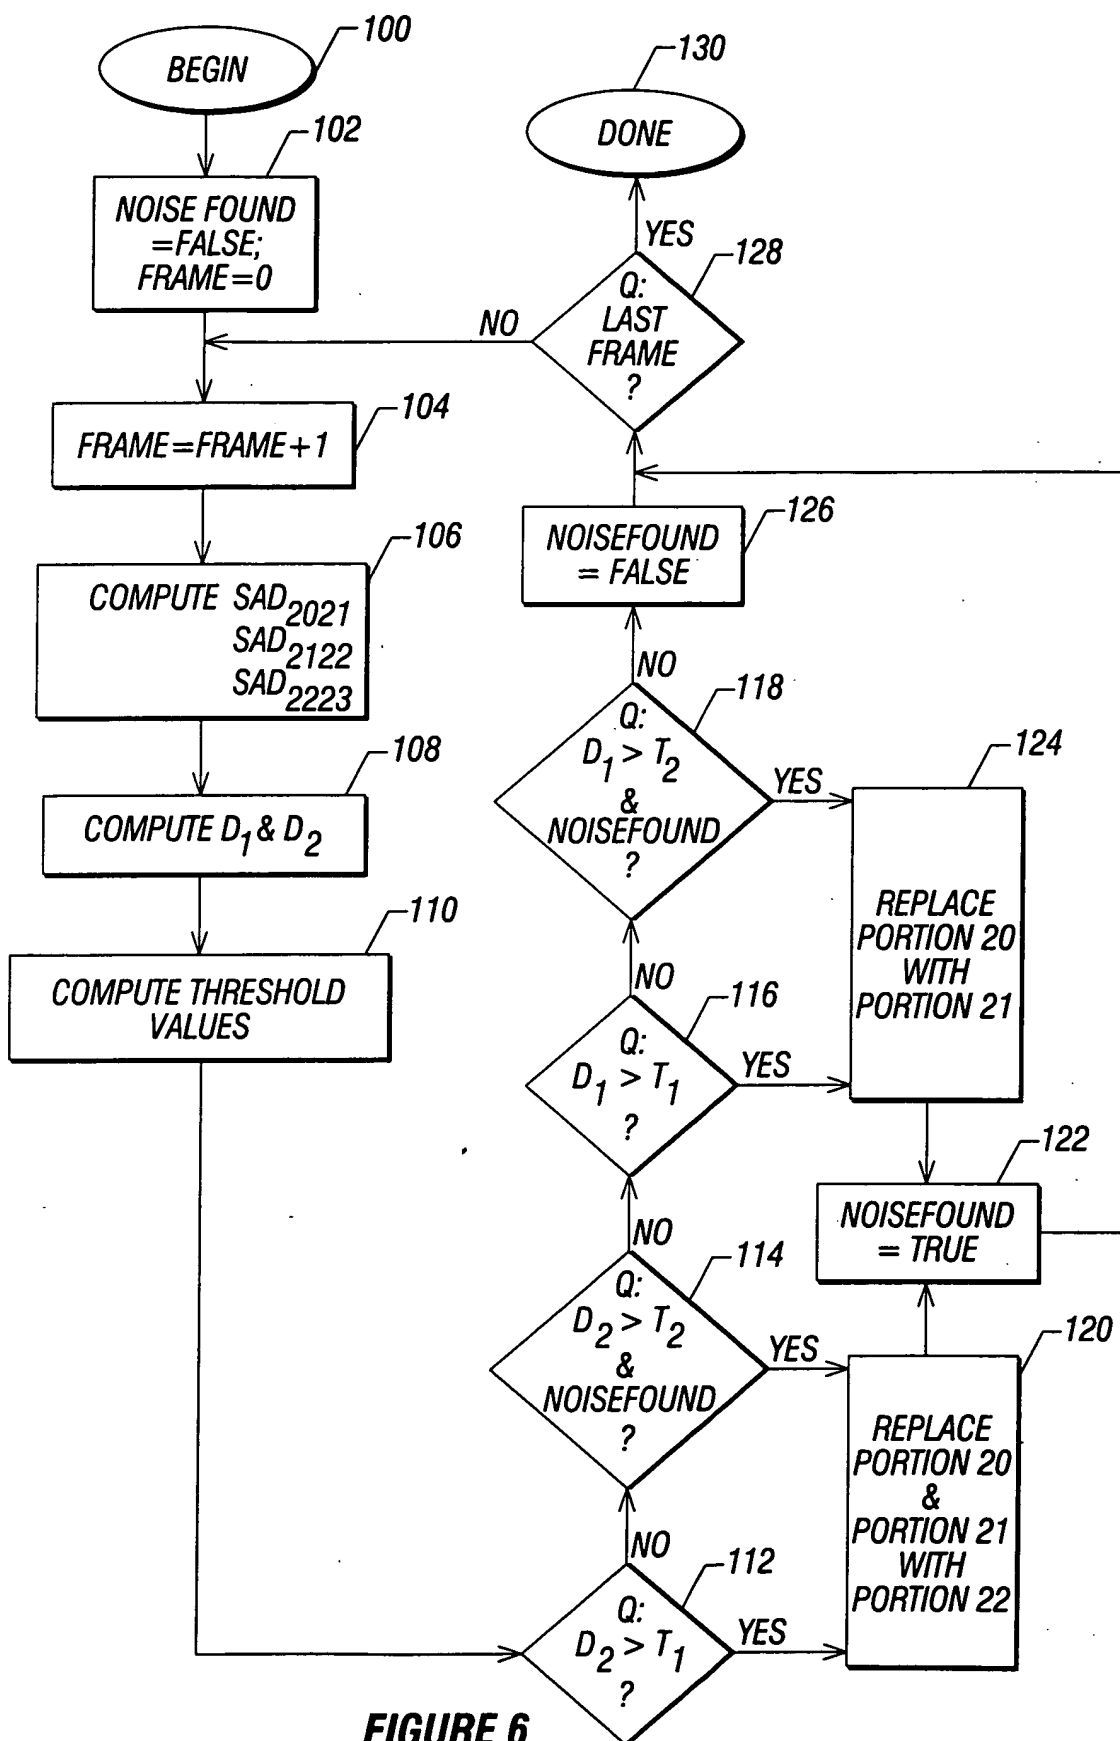 100
BEGIN
102
NOISE FOUND
=FALSE;
FRAME=0
104
FRAME=FRAME+1
106
COMPUTE SAD2021
SAD2122
SAD2223
108
COMPUTE D1 & D2
110
COMPUTE THRESHOLD
VALUES
130
DONE
YES
128
Q:
LAST
FRAME
?
NO
126
NOISEFOUND
= FALSE
NO
118
Q:
D1 > T2
&
NOISEFOUND
?
YES
124
REPLACE
PORTION 20
WITH
PORTION 21
NO
116
Q:
D1 > T1
?
YES
122
NOISEFOUND
= TRUE
NO
114
Q:
D2 > T2
&
NOISEFOUND
?
YES
120
REPLACE
PORTION 20
&
PORTION 21
WITH
PORTION 22
NO
112
Q:
D2 > T1
?
YES
FIGURE 6